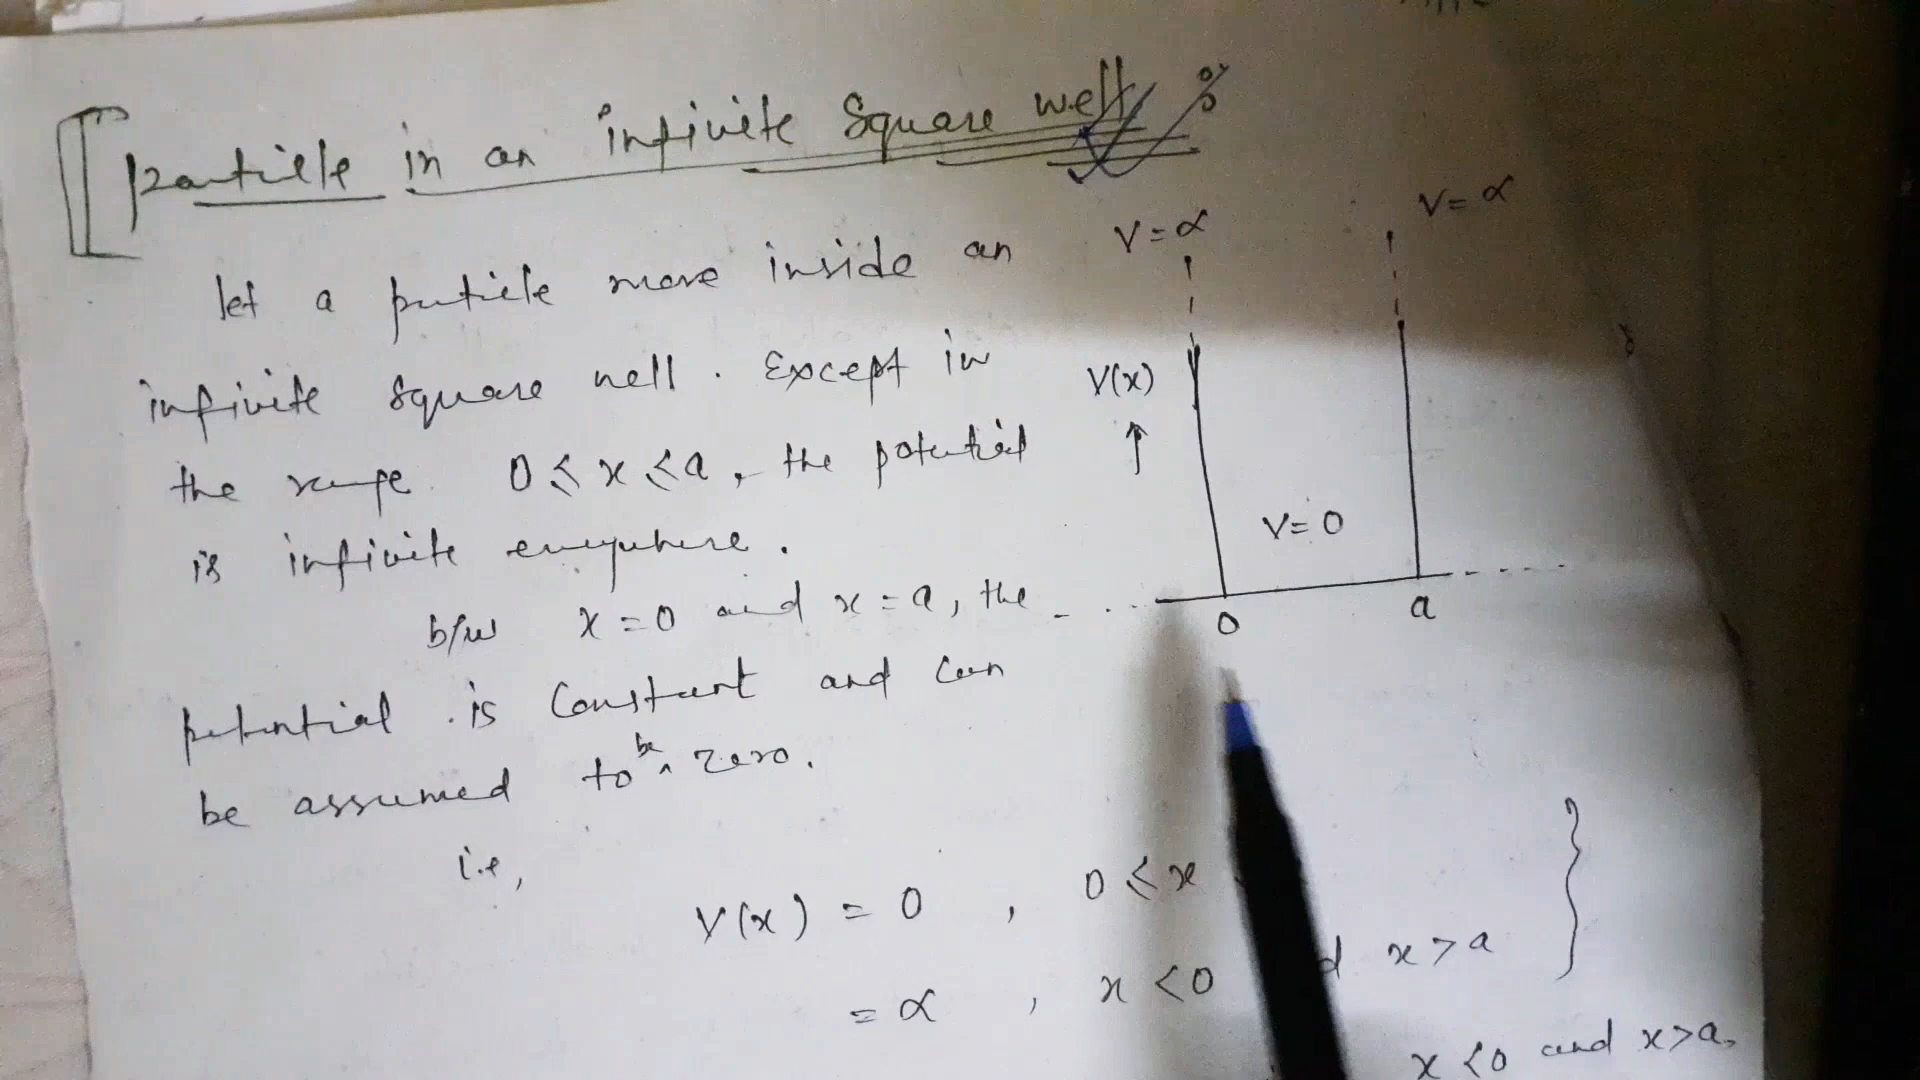 Particle in an infinite Square well :
let a particle move inside an
infinite square well . Except in
the range 0 ≤ x ≤ a, the potential
is infinite everywhere.
b/w x = 0 and x = a, the
potential is constant and can
be assumed to be zero.
i.e,
V(x) = 0 , 0 ≤ x
= α , x < 0 d x > a
x < 0 and x > a,
V = α
V = α
V(x)
↑
V = 0
0 a